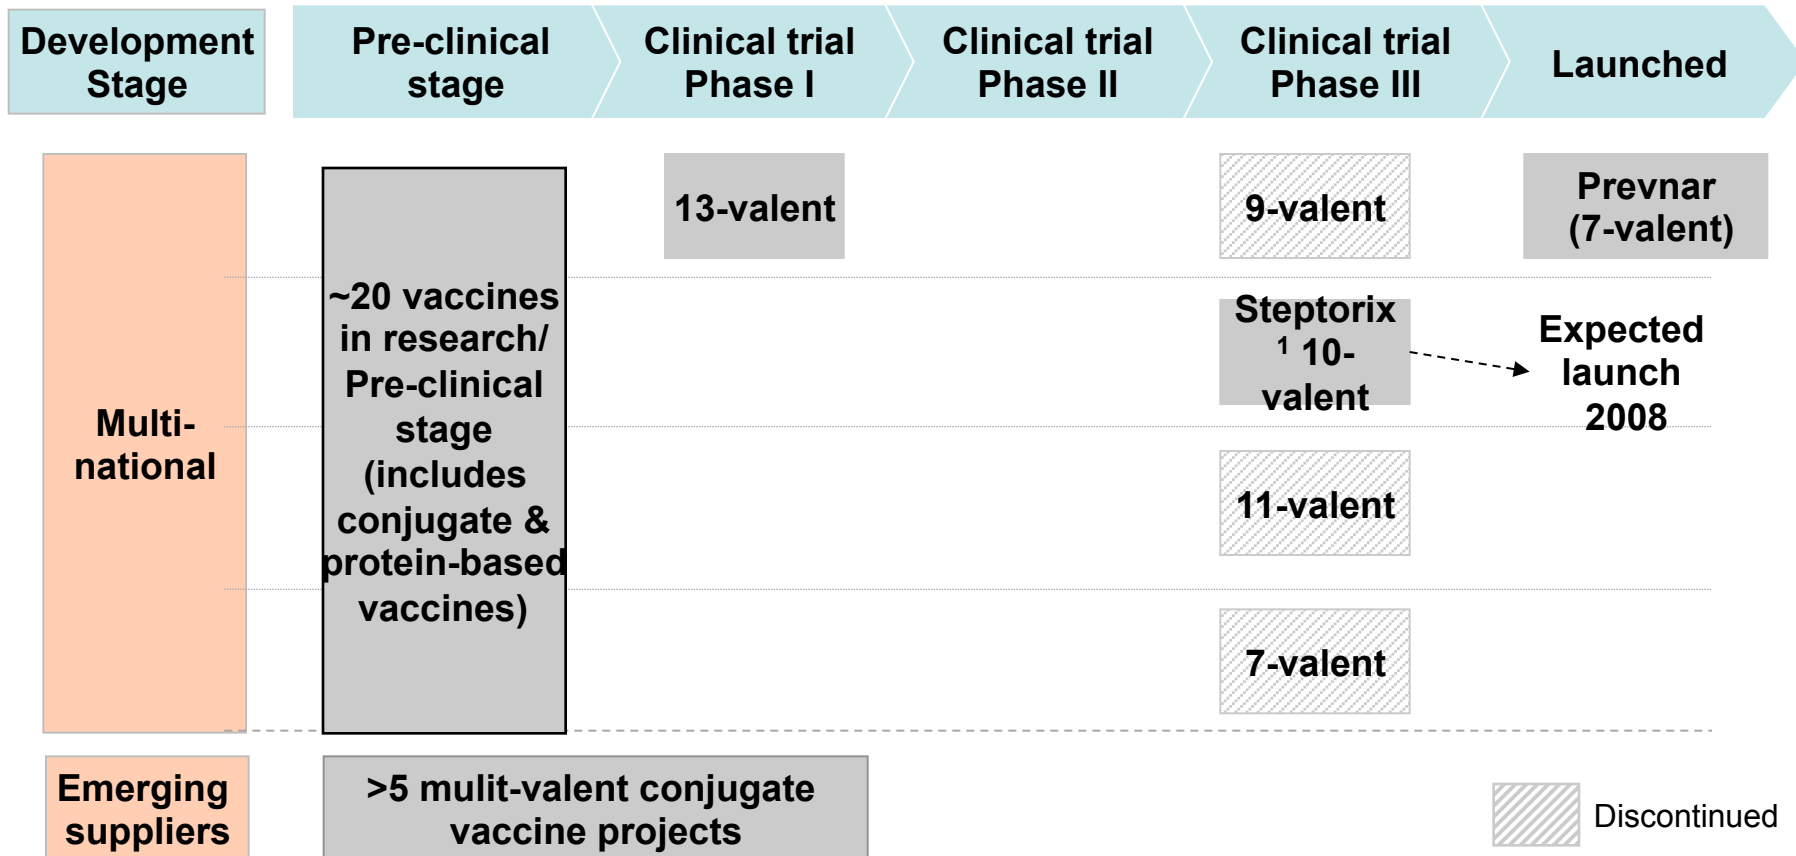 Development
Stage
Pre-clinical
stage
Clinical trial
Phase I
Clinical trial
Phase II
Clinical trial
Phase III
Launched
Multi-
national
~20 vaccines
in research/
Pre-clinical
stage
(includes
conjugate &
protein-based
vaccines)
13-valent
9-valent
Prevnar
(7-valent)
Steptorix
¹ 10-
valent
Expected
launch
2008
11-valent
7-valent
Emerging
suppliers
>5 mulit-valent conjugate
vaccine projects
Discontinued